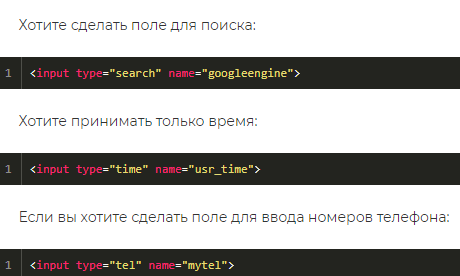 Хотите сделать поле для поиска:
1 <input type="search" name="googleengine">
Хотите принимать только время:
1 <input type="time" name="usr_time">
Если вы хотите сделать поле для ввода номеров телефона:
1 <input type="tel" name="mytel">